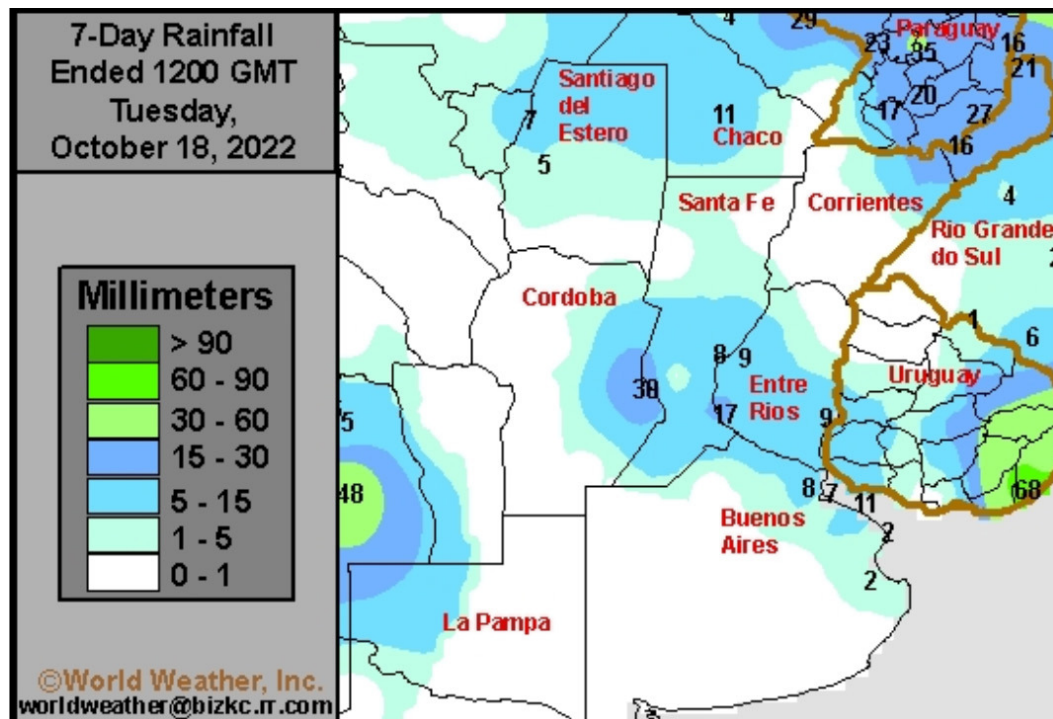 7-Day Rainfall
Ended 1200 GMT
Tuesday,
October 18, 2022
Millimeters
> 90
60 - 90
30 - 60
15 - 30
5 - 15
1 - 5
0 - 1
©World Weather, Inc.
worldweather@bizkc.rr.com
4
29
Paraguay
23
35
16
21
Santiago
del
Estero
7
11
Chaco
17
20
27
5
16
Santa Fe
Corrientes
4
Rio Grande
do Sul
2
Cordoba
1
6
8
9
Uruguay
38
Entre
Rios
17
9
75
48
8
7
11
68
Buenos
Aires
2
2
La Pampa